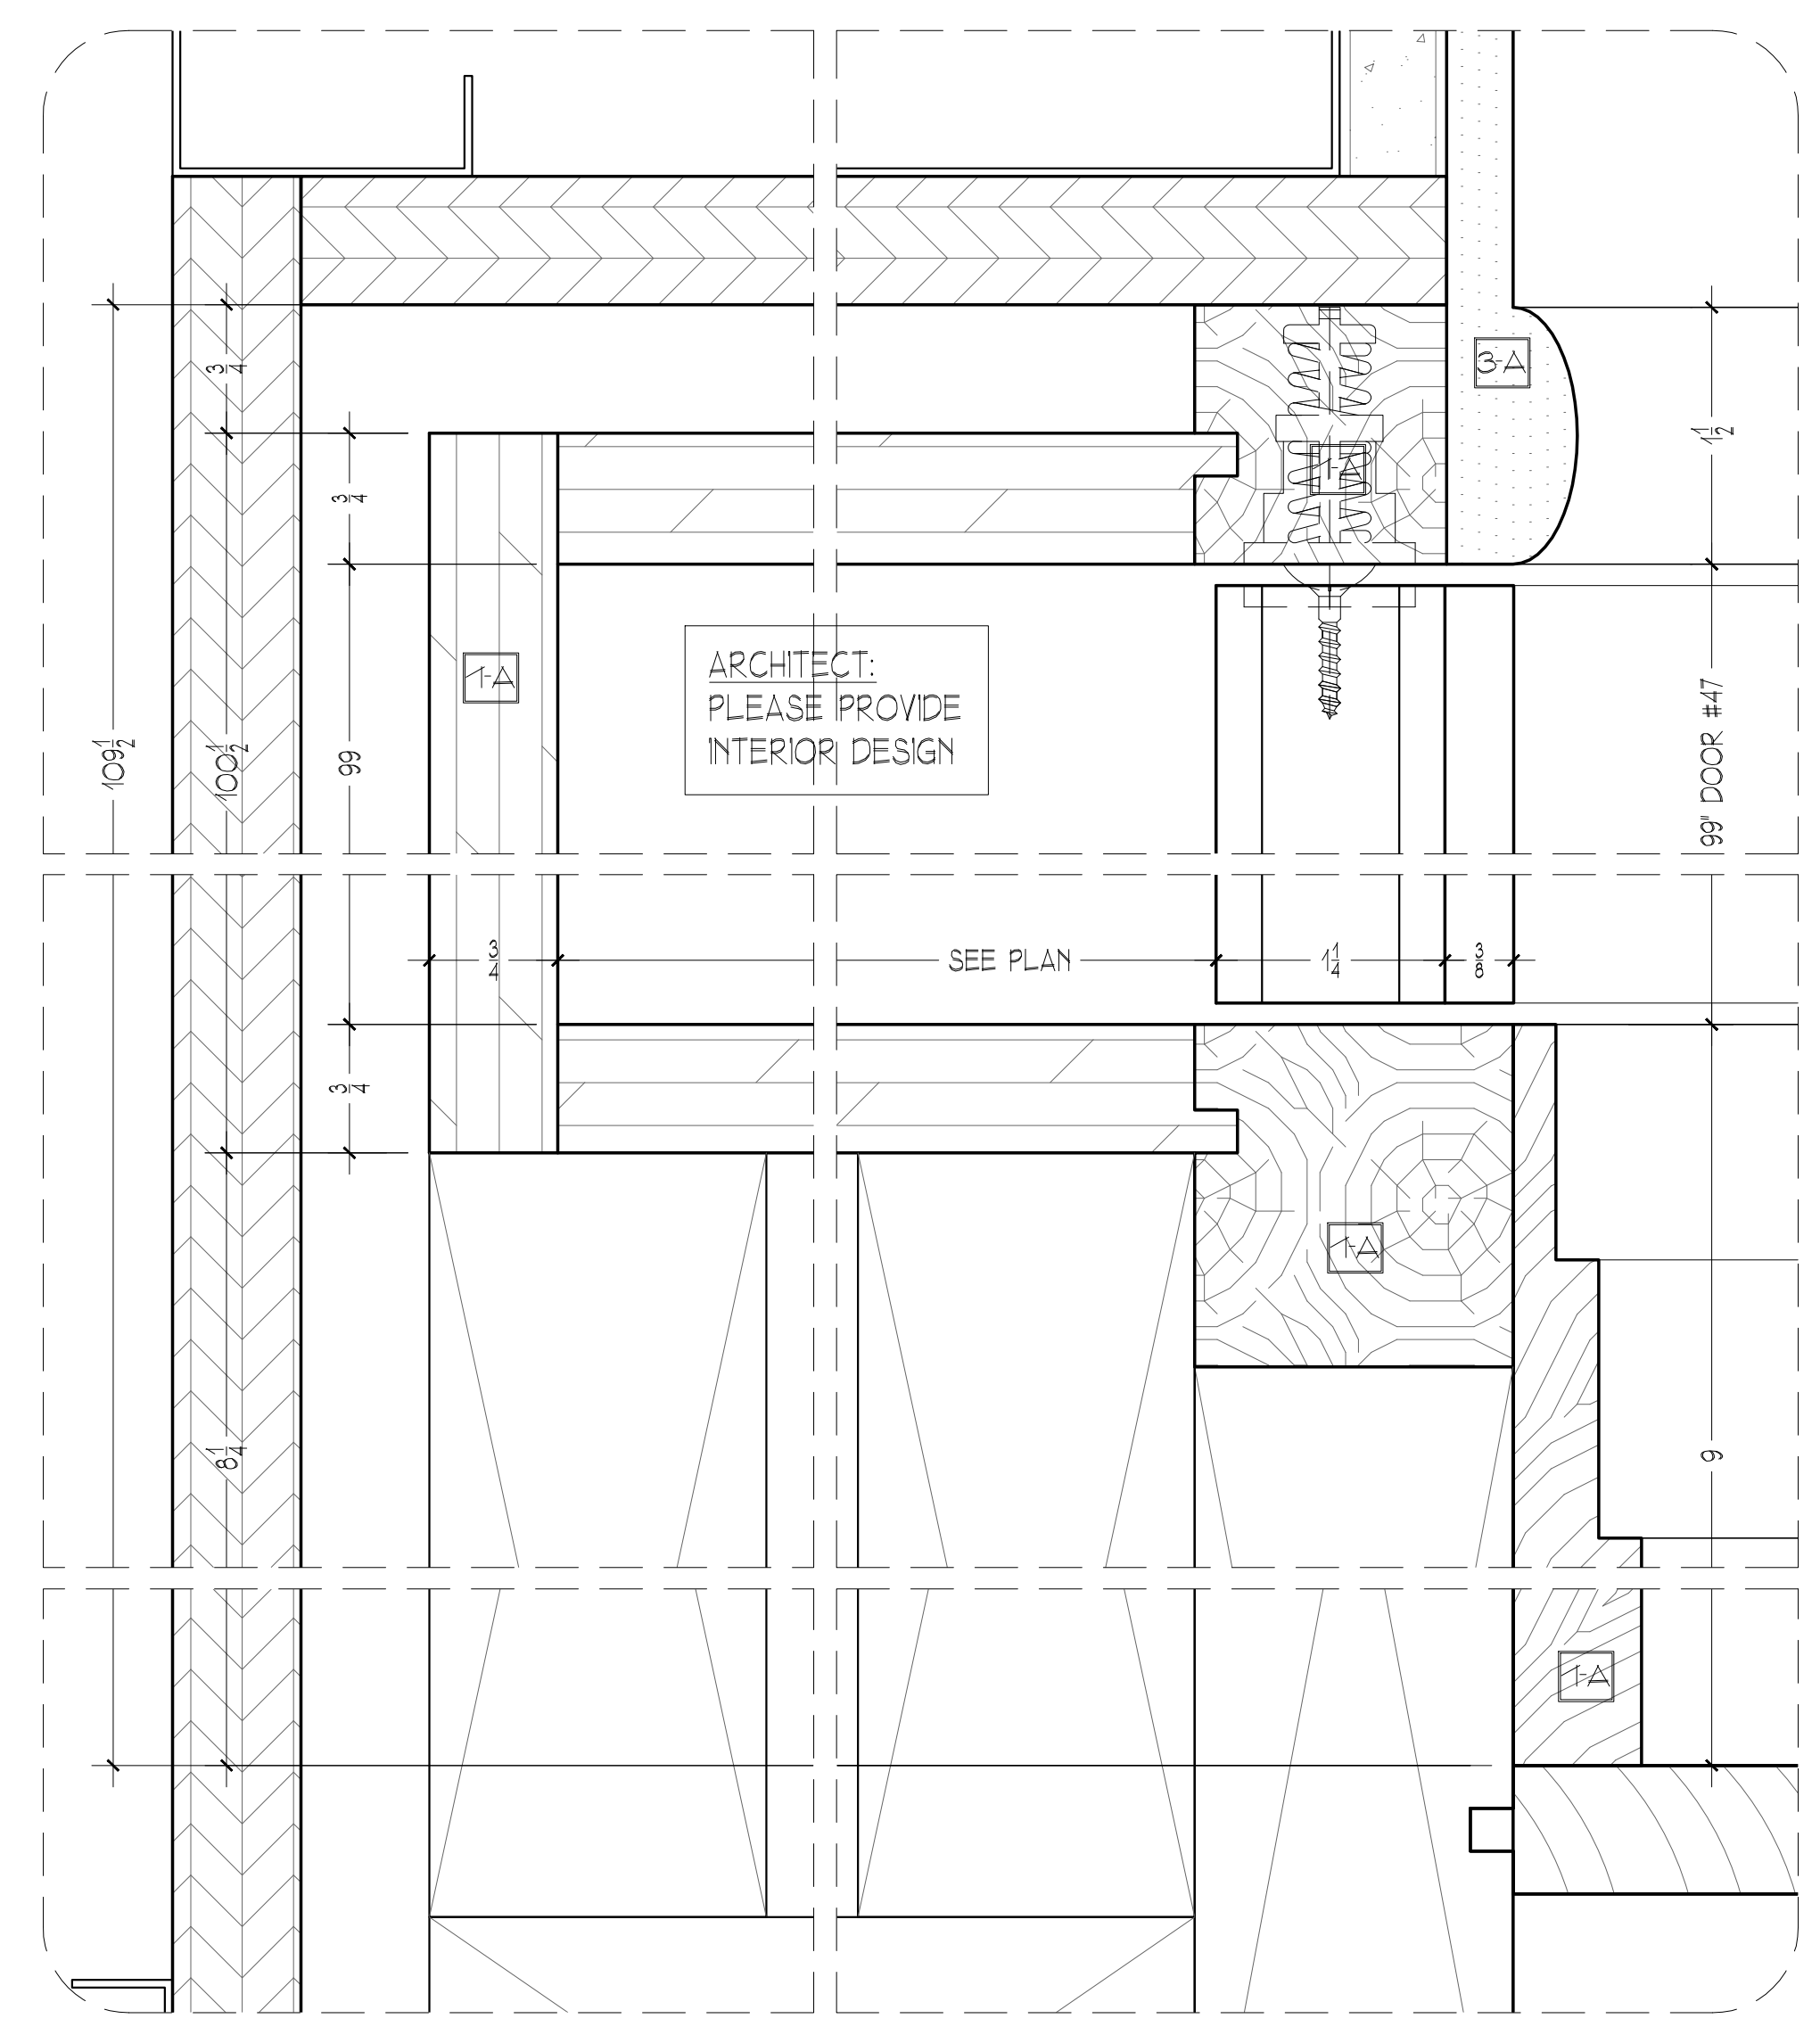 3-A
3/4
1 1/2
1-A
3/4
1-A
ARCHITECT:
PLEASE PROVIDE
INTERIOR DESIGN
109 1/2
100 1/2
99
99" DOOR #47
3/4
SEE PLAN
1 1/4
3/8
3/4
1-A
8 1/4
9
1-A